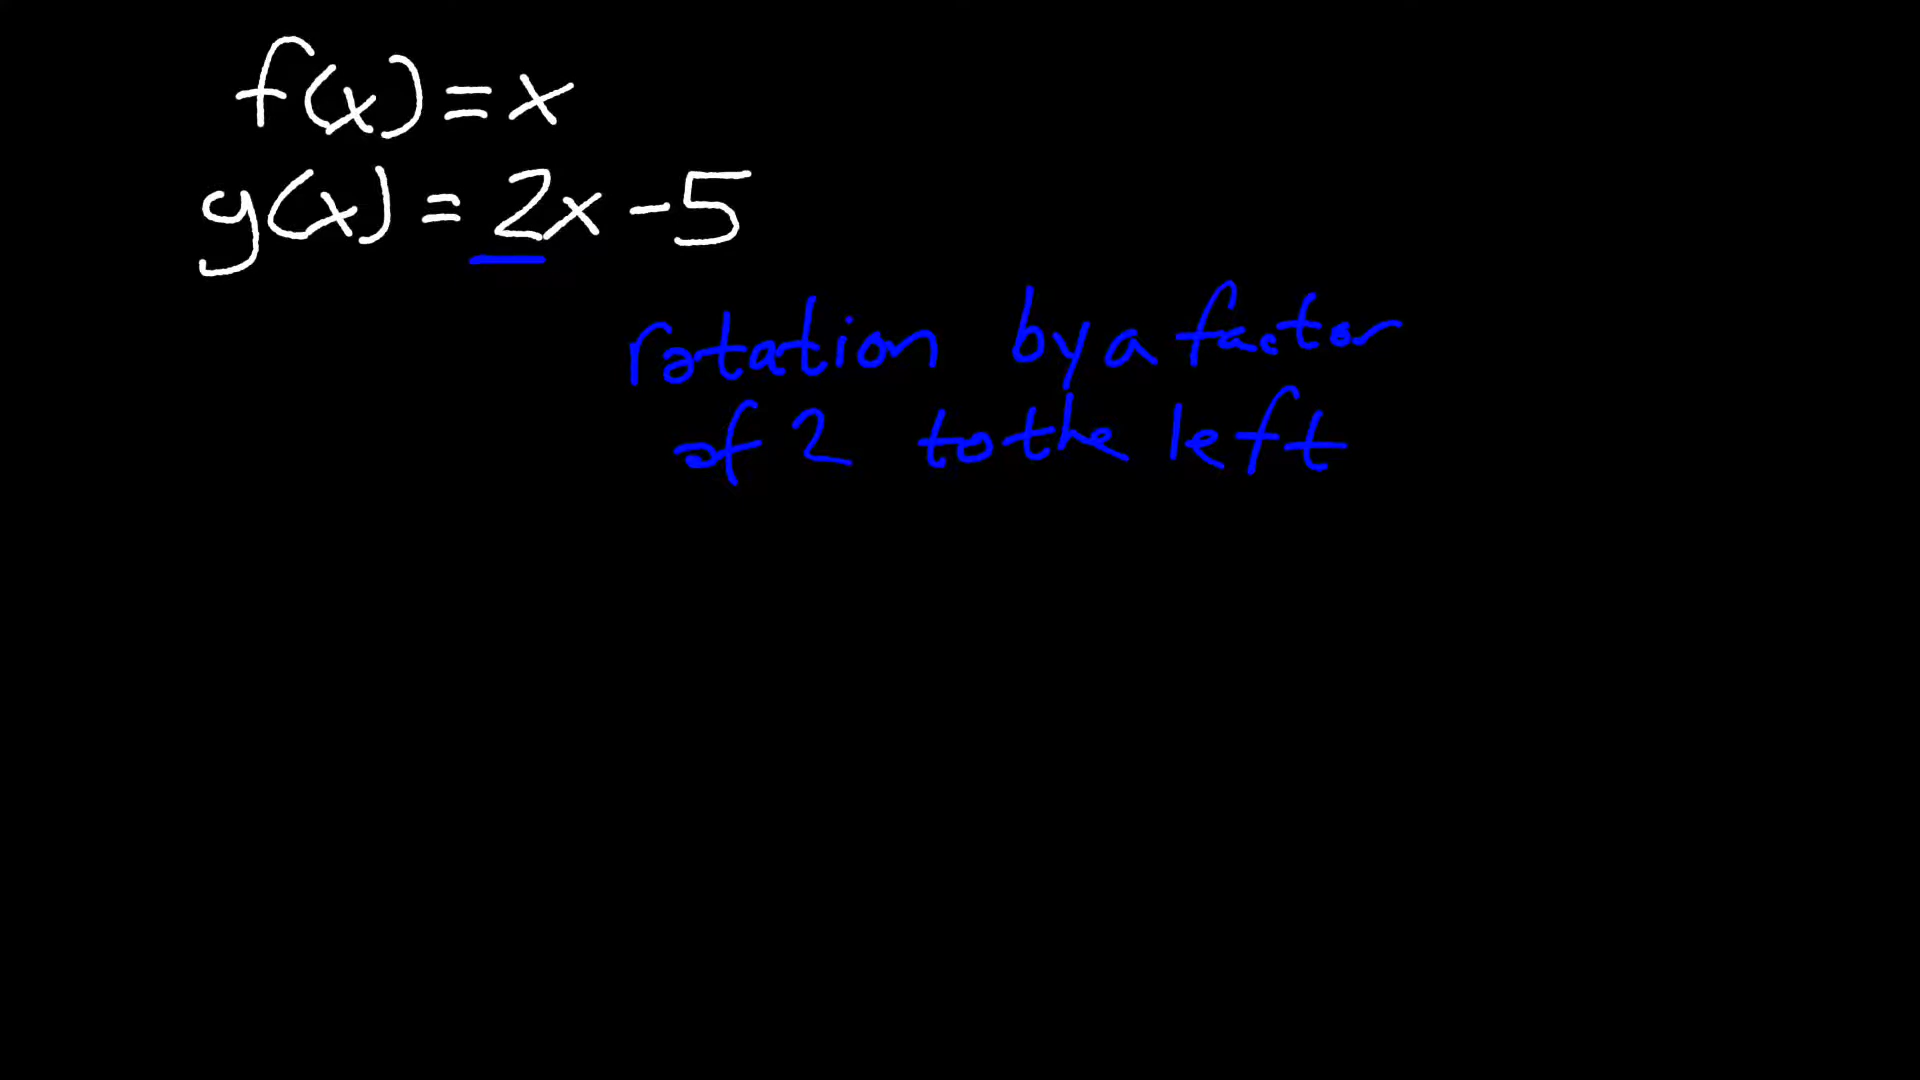 f(x) = x
g(x) = 2x - 5
rotation by a factor
of 2 to the left